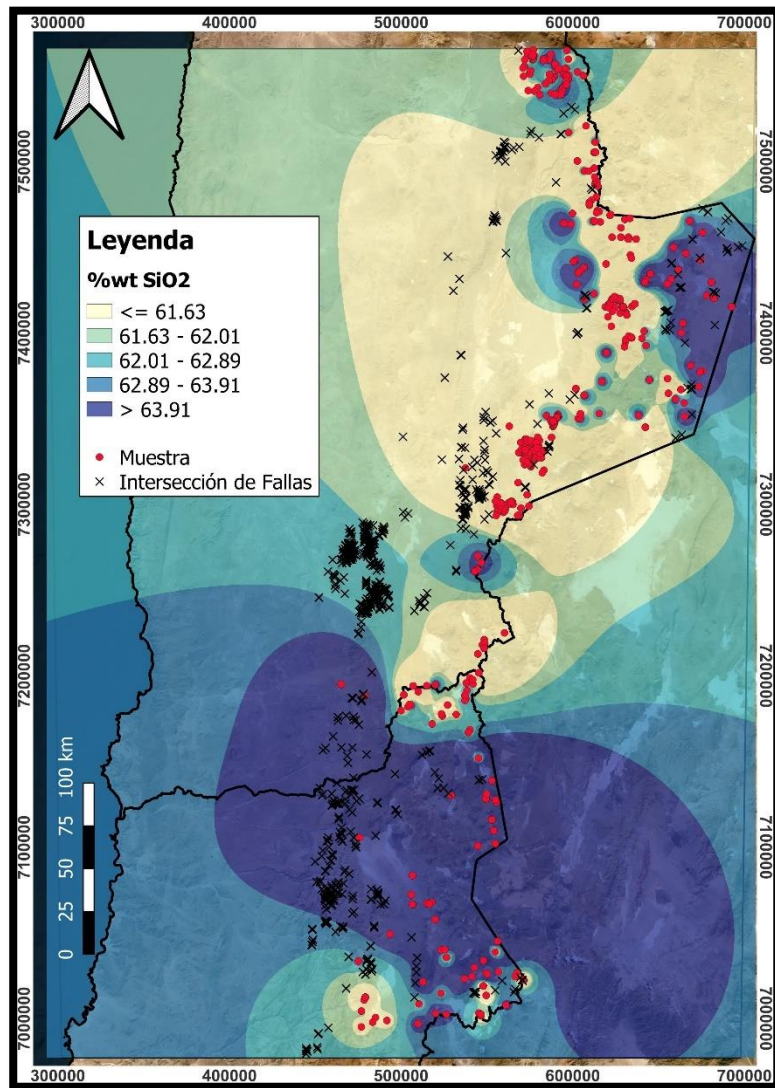 300000 400000 500000 600000 700000
7500000 7500000
Leyenda
%wt SiO2
<= 61.63
61.63 - 62.01
62.01 - 62.89
62.89 - 63.91
> 63.91
Muestra
Intersección de Fallas
7400000 7400000
7300000 7300000
7200000 7200000
7100000 7100000
7000000 7000000
0 25 50 75 100 km
300000 400000 500000 600000 700000